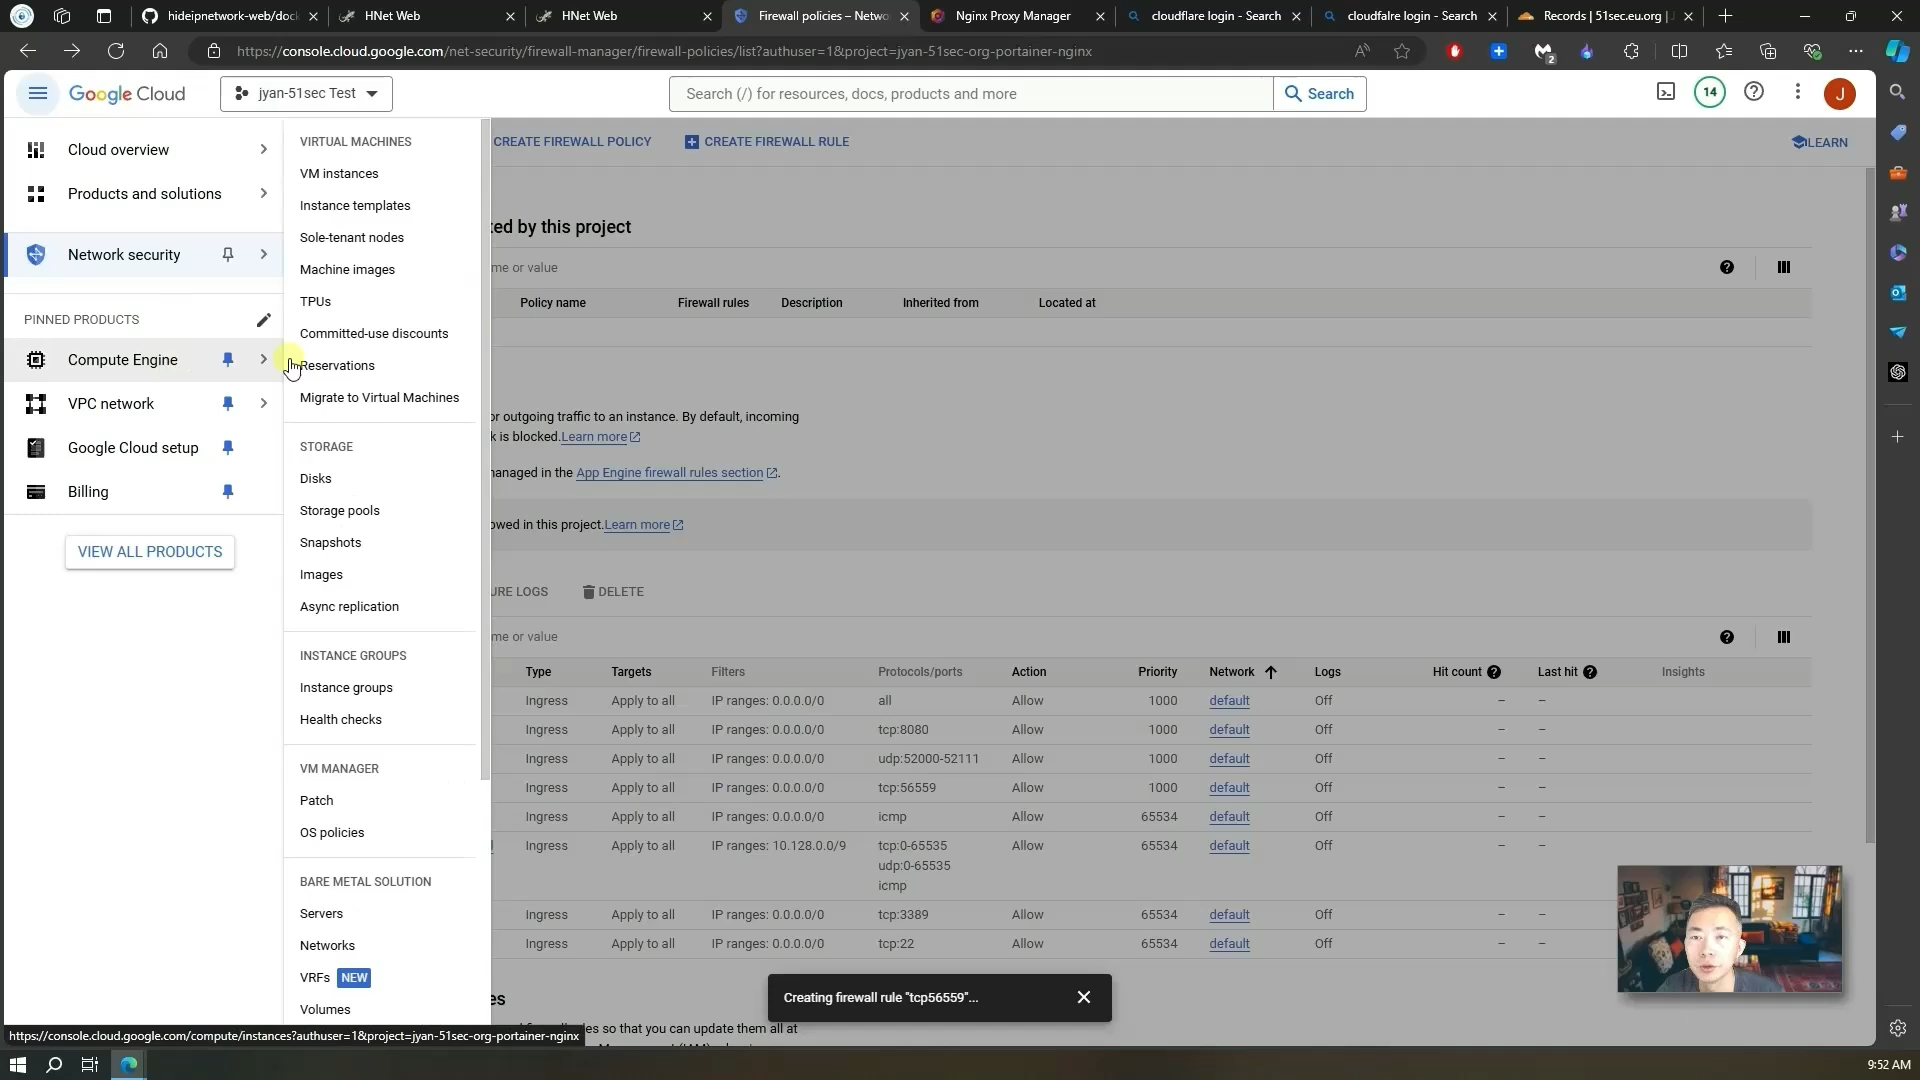 hideipnetwork-web/doc
HNet Web
HNet Web
Firewall policies – Netwo
Nginx Proxy Manager
cloudflare login - Search
cloudfalre login - Search
Records | 51sec.eu.org |
https://console.cloud.google.com/net-security/firewall-manager/firewall-policies/list?authuser=1&project=jyan-51sec-org-portainer-nginx
2
Google Cloud
jyan-51sec Test
Search (/) for resources, docs, products and more
Search
14
J
Cloud overview
Products and solutions
Network security
PINNED PRODUCTS
Compute Engine
VPC network
Google Cloud setup
Billing
VIEW ALL PRODUCTS
VIRTUAL MACHINES
VM instances
Instance templates
Sole-tenant nodes
Machine images
TPUs
Committed-use discounts
Reservations
Migrate to Virtual Machines
STORAGE
Disks
Storage pools
Snapshots
Images
Async replication
INSTANCE GROUPS
Instance groups
Health checks
VM MANAGER
Patch
OS policies
BARE METAL SOLUTION
Servers
Networks
VRFs NEW
Volumes
CREATE FIREWALL POLICY
CREATE FIREWALL RULE
LEARN
ted by this project
me or value
Policy name Firewall rules Description Inherited from Located at
or outgoing traffic to an instance. By default, incoming
k is blocked. Learn more
anaged in the App Engine firewall rules section.
owed in this project. Learn more
URE LOGS DELETE
me or value
Type Targets Filters Protocols/ports Action Priority Network Logs Hit count Last hit Insights
Ingress Apply to all IP ranges: 0.0.0.0/0 all Allow 1000 default Off – –
Ingress Apply to all IP ranges: 0.0.0.0/0 tcp:8080 Allow 1000 default Off – –
Ingress Apply to all IP ranges: 0.0.0.0/0 udp:52000-52111 Allow 1000 default Off – –
Ingress Apply to all IP ranges: 0.0.0.0/0 tcp:56559 Allow 1000 default Off – –
Ingress Apply to all IP ranges: 0.0.0.0/0 icmp Allow 65534 default Off – –
Ingress Apply to all IP ranges: 10.128.0.0/9 tcp:0-65535 Allow 65534 default Off – –
udp:0-65535
icmp
Ingress Apply to all IP ranges: 0.0.0.0/0 tcp:3389 Allow 65534 default Off – –
Ingress Apply to all IP ranges: 0.0.0.0/0 tcp:22 Allow 65534 default Off – –
Creating firewall rule "tcp56559"...
es
les so that you can update them all at
https://console.cloud.google.com/compute/instances?authuser=1&project=jyan-51sec-org-portainer-nginx
9:52 AM